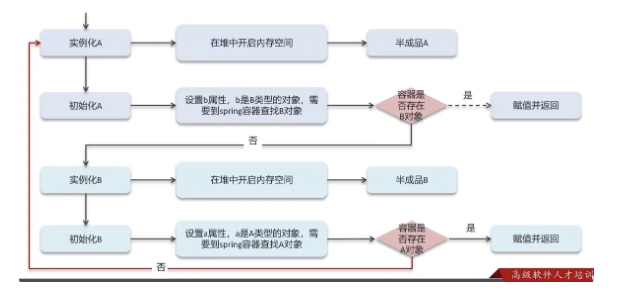 实例化A
在堆中开启内存空间
半成品A
初始化A
设置b属性，b是B类型的对象，需
要到spring容器查找B对象
容器是
否存在
B对象
是
赋值并返回
否
实例化B
在堆中开启内存空间
半成品B
初始化B
设置a属性，a是A类型的对象，需
要到spring容器查找A对象
容器是
否存在
A对象
是
赋值并返回
否
高级软件人才培训